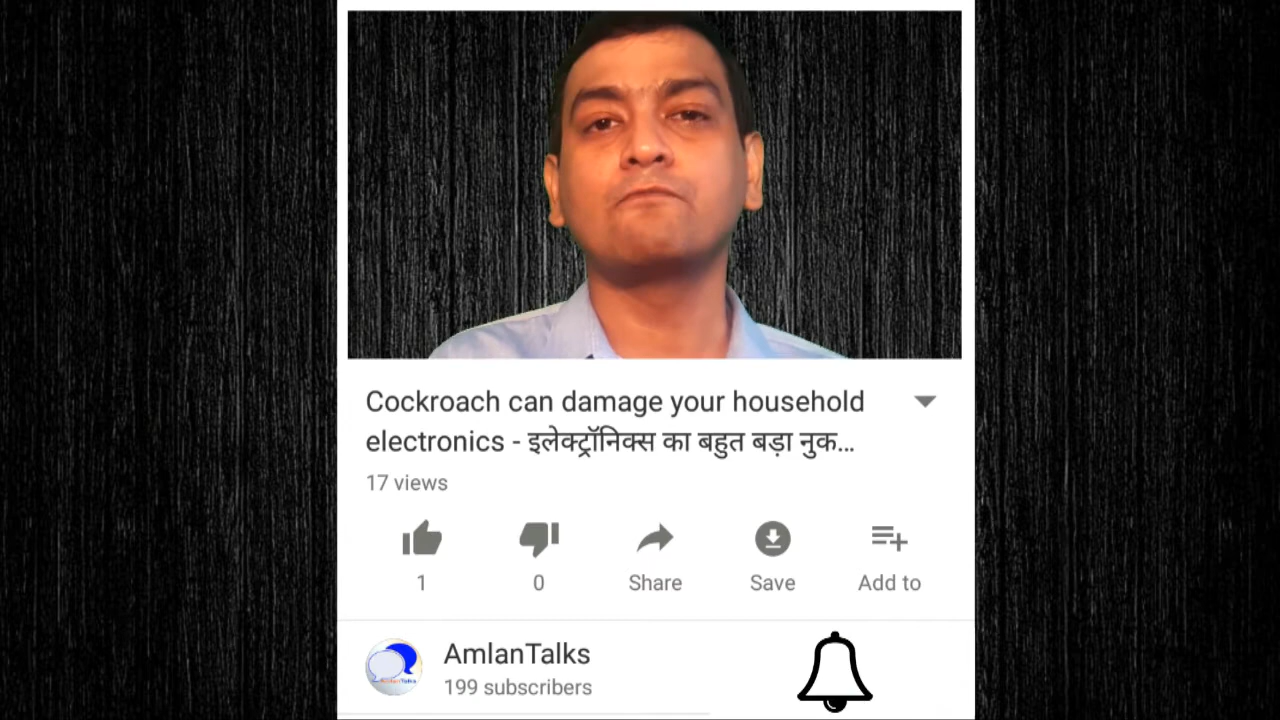 Cockroach can damage your household
electronics - इलेक्ट्रॉनिक्स का बहुत बड़ा नुक...
17 views
1
0
Share
Save
Add to
AmlanTalks
AmlanTalks
199 subscribers